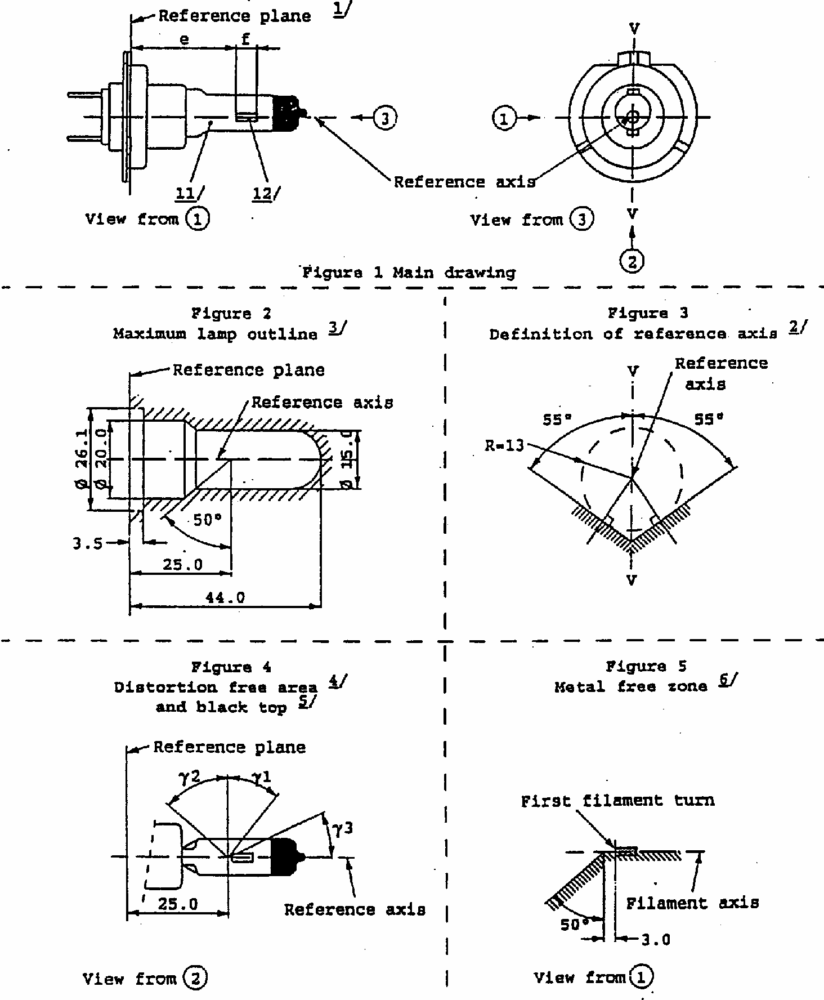 Reference plane 1/
e f
V
3
1
Reference axis
11/ 12/
View from 1
View from 3
V
2
Figure 1 Main drawing
Figure 2
Maximum lamp outline 3/
Reference plane
Reference axis
Ø 26.1
Ø 20.0
Ø 15.0
50°
3.5
25.0
44.0
Figure 3
Definition of reference axis 2/
V
Reference
axis
55° 55°
R=13
V
Figure 4
Distortion free area 4/
and black top 5/
Reference plane
γ2 γ1
γ3
25.0
Reference axis
View from 2
Figure 5
Metal free zone 6/
First filament turn
Filament axis
50°
3.0
View from 1